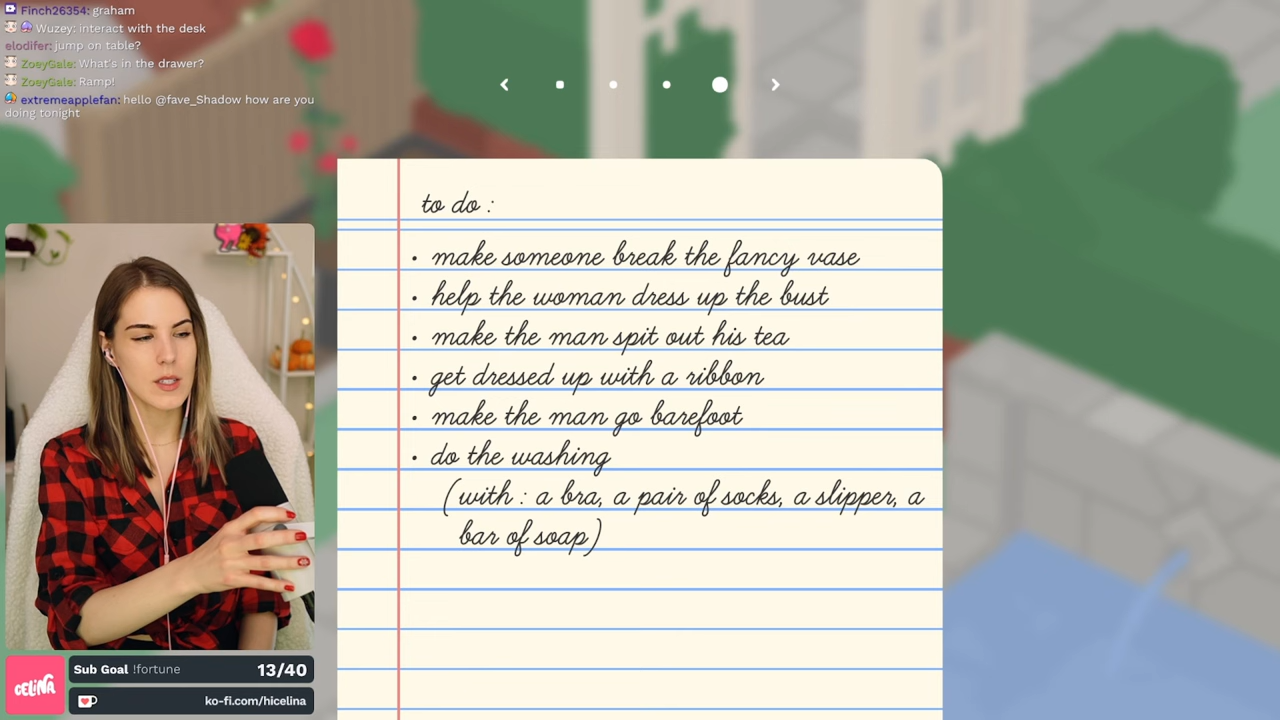 Finch26354: graham
Wuzey: interact with the desk
elodifer: jump on table?
ZoeyGale: What's in the drawer?
ZoeyGale: Ramp!
extremeapplefan: hello @fave_Shadow how are you
doing tonight
to do :
• make someone break the fancy vase
• help the woman dress up the bust
• make the man spit out his tea
• get dressed up with a ribbon
• make the man go barefoot
• do the washing
(with : a bra, a pair of socks, a slipper, a
bar of soap)
CELINA
Sub Goal !fortune 13/40
ko-fi.com/hicelina